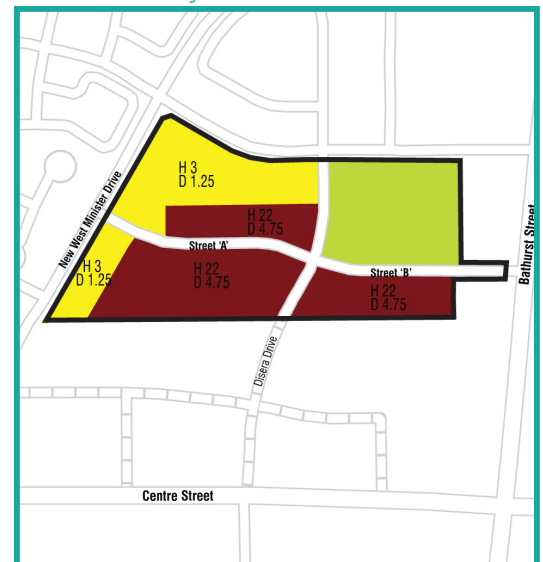 New West Minister Drive
H 3
D 1.25
H 22
D 4.75
Street 'A'
H 3
D 1.25
H 22
D 4.75
Street 'B'
H 22
D 4.75
Bathurst Street
Disera Drive
Centre Street